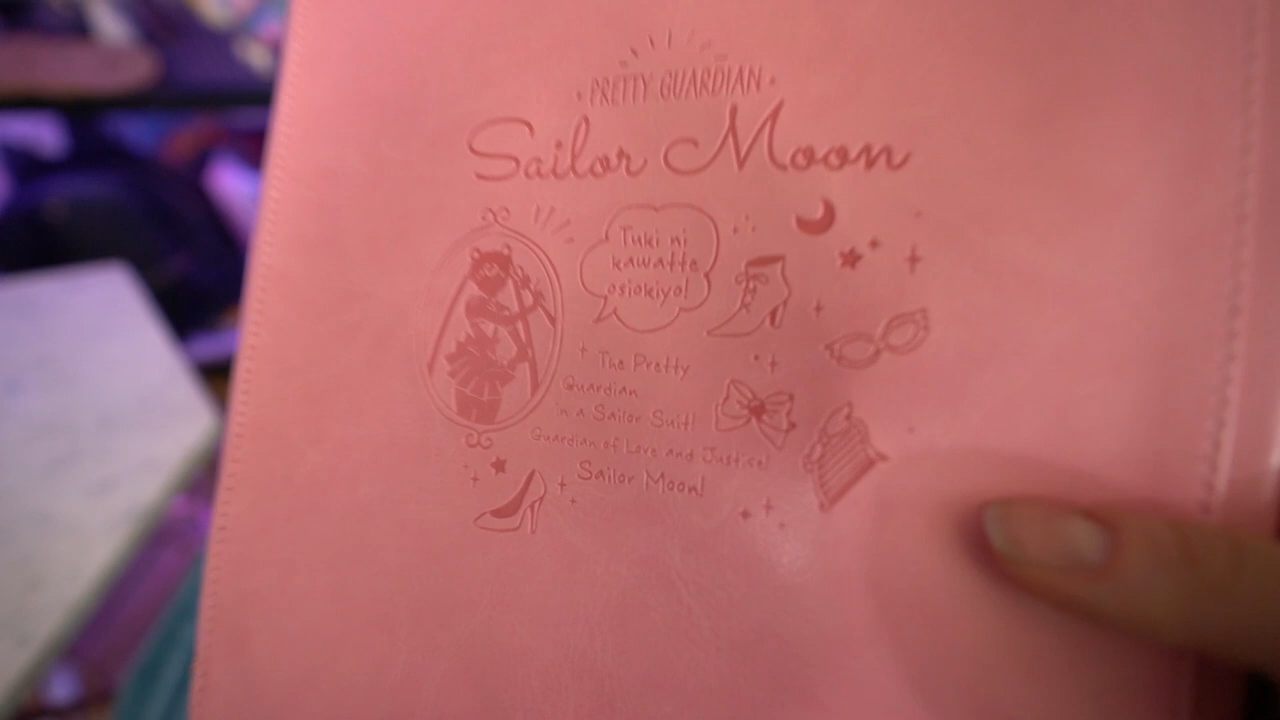 PRETTY GUARDIAN
Sailor Moon
Tuki ni
kawatte
osiokiyo!
The Pretty
Guardian
in a Sailor Suit!
Guardian of Love and Justice!
Sailor Moon!